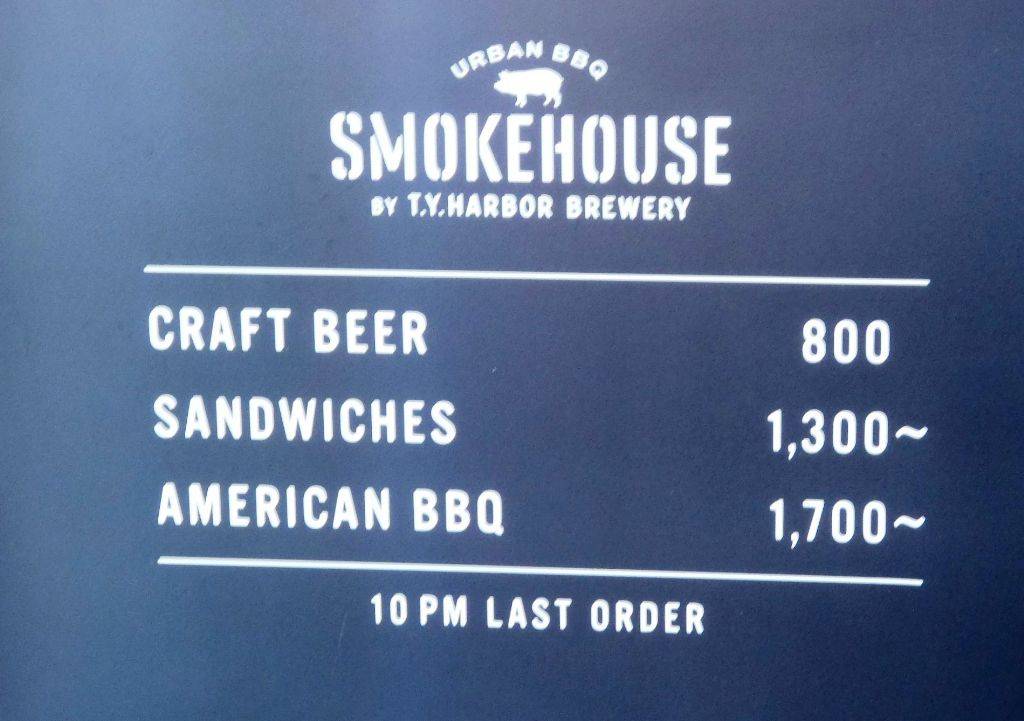 URBAN BBQ
SMOKEHOUSE
BY T.Y.HARBOR BREWERY
CRAFT BEER 800
SANDWICHES 1,300~
AMERICAN BBQ 1,700~
10 PM LAST ORDER